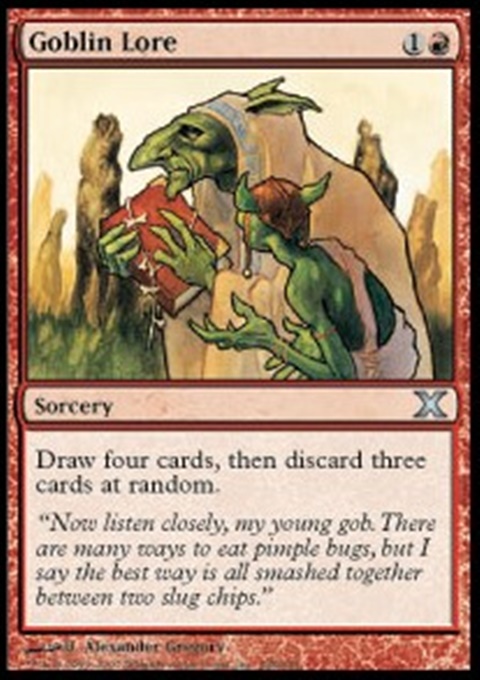 Goblin Lore 1
Sorcery X
Draw four cards, then discard three
cards at random.
“Now listen closely, my young gob. There
are many ways to eat pimple bugs, but I
say the best way is all smashed together
between two slug chips.”
Alexander Gregory